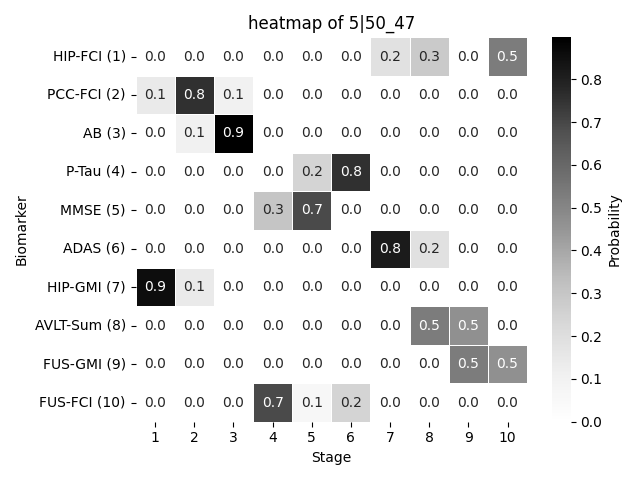 heatmap of 5|50_47
HIP-FCI (1) 0.0 0.0 0.0 0.0 0.0 0.0 0.2 0.3 0.0 0.5
PCC-FCI (2) 0.1 0.8 0.1 0.0 0.0 0.0 0.0 0.0 0.0 0.0
AB (3) 0.0 0.1 0.9 0.0 0.0 0.0 0.0 0.0 0.0 0.0
P-Tau (4) 0.0 0.0 0.0 0.0 0.2 0.8 0.0 0.0 0.0 0.0
MMSE (5) 0.0 0.0 0.0 0.3 0.7 0.0 0.0 0.0 0.0 0.0
ADAS (6) 0.0 0.0 0.0 0.0 0.0 0.0 0.8 0.2 0.0 0.0
HIP-GMI (7) 0.9 0.1 0.0 0.0 0.0 0.0 0.0 0.0 0.0 0.0
AVLT-Sum (8) 0.0 0.0 0.0 0.0 0.0 0.0 0.0 0.5 0.5 0.0
FUS-GMI (9) 0.0 0.0 0.0 0.0 0.0 0.0 0.0 0.0 0.5 0.5
FUS-FCI (10) 0.0 0.0 0.0 0.7 0.1 0.2 0.0 0.0 0.0 0.0
1 2 3 4 5 6 7 8 9 10
Stage
Biomarker
0.8
0.7
0.6
0.5
0.4
0.3
0.2
0.1
0.0
Probability